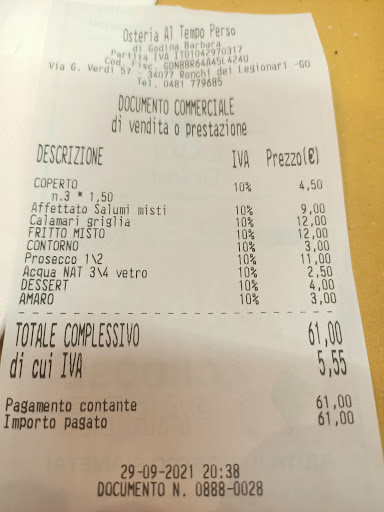 Osteria Al Tempo Perso
di Godina Barbara
Partita IVA IT01042970317
Cod. Fisc. GDNBBR64A45L424U
Via G. Verdi 57 - 34077 Ronchi dei Legionari -GO
Tel. 0481 779685
DOCUMENTO COMMERCIALE
di vendita o prestazione
DESCRIZIONE IVA Prezzo(€)
COPERTO 10% 4,50
n.3 * 1,50
Affettato Salumi misti 10% 9,00
Calamari griglia 10% 12,00
FRITTO MISTO 10% 12,00
CONTORNO 10% 3,00
Prosecco 1\2 10% 11,00
Acqua NAT 3\4 vetro 10% 2,50
DESSERT 10% 4,00
AMARO 10% 3,00
TOTALE COMPLESSIVO 61,00
di cui IVA 5,55
Pagamento contante 61,00
Importo pagato 61,00
29-09-2021 20:38
DOCUMENTO N. 0888-0028